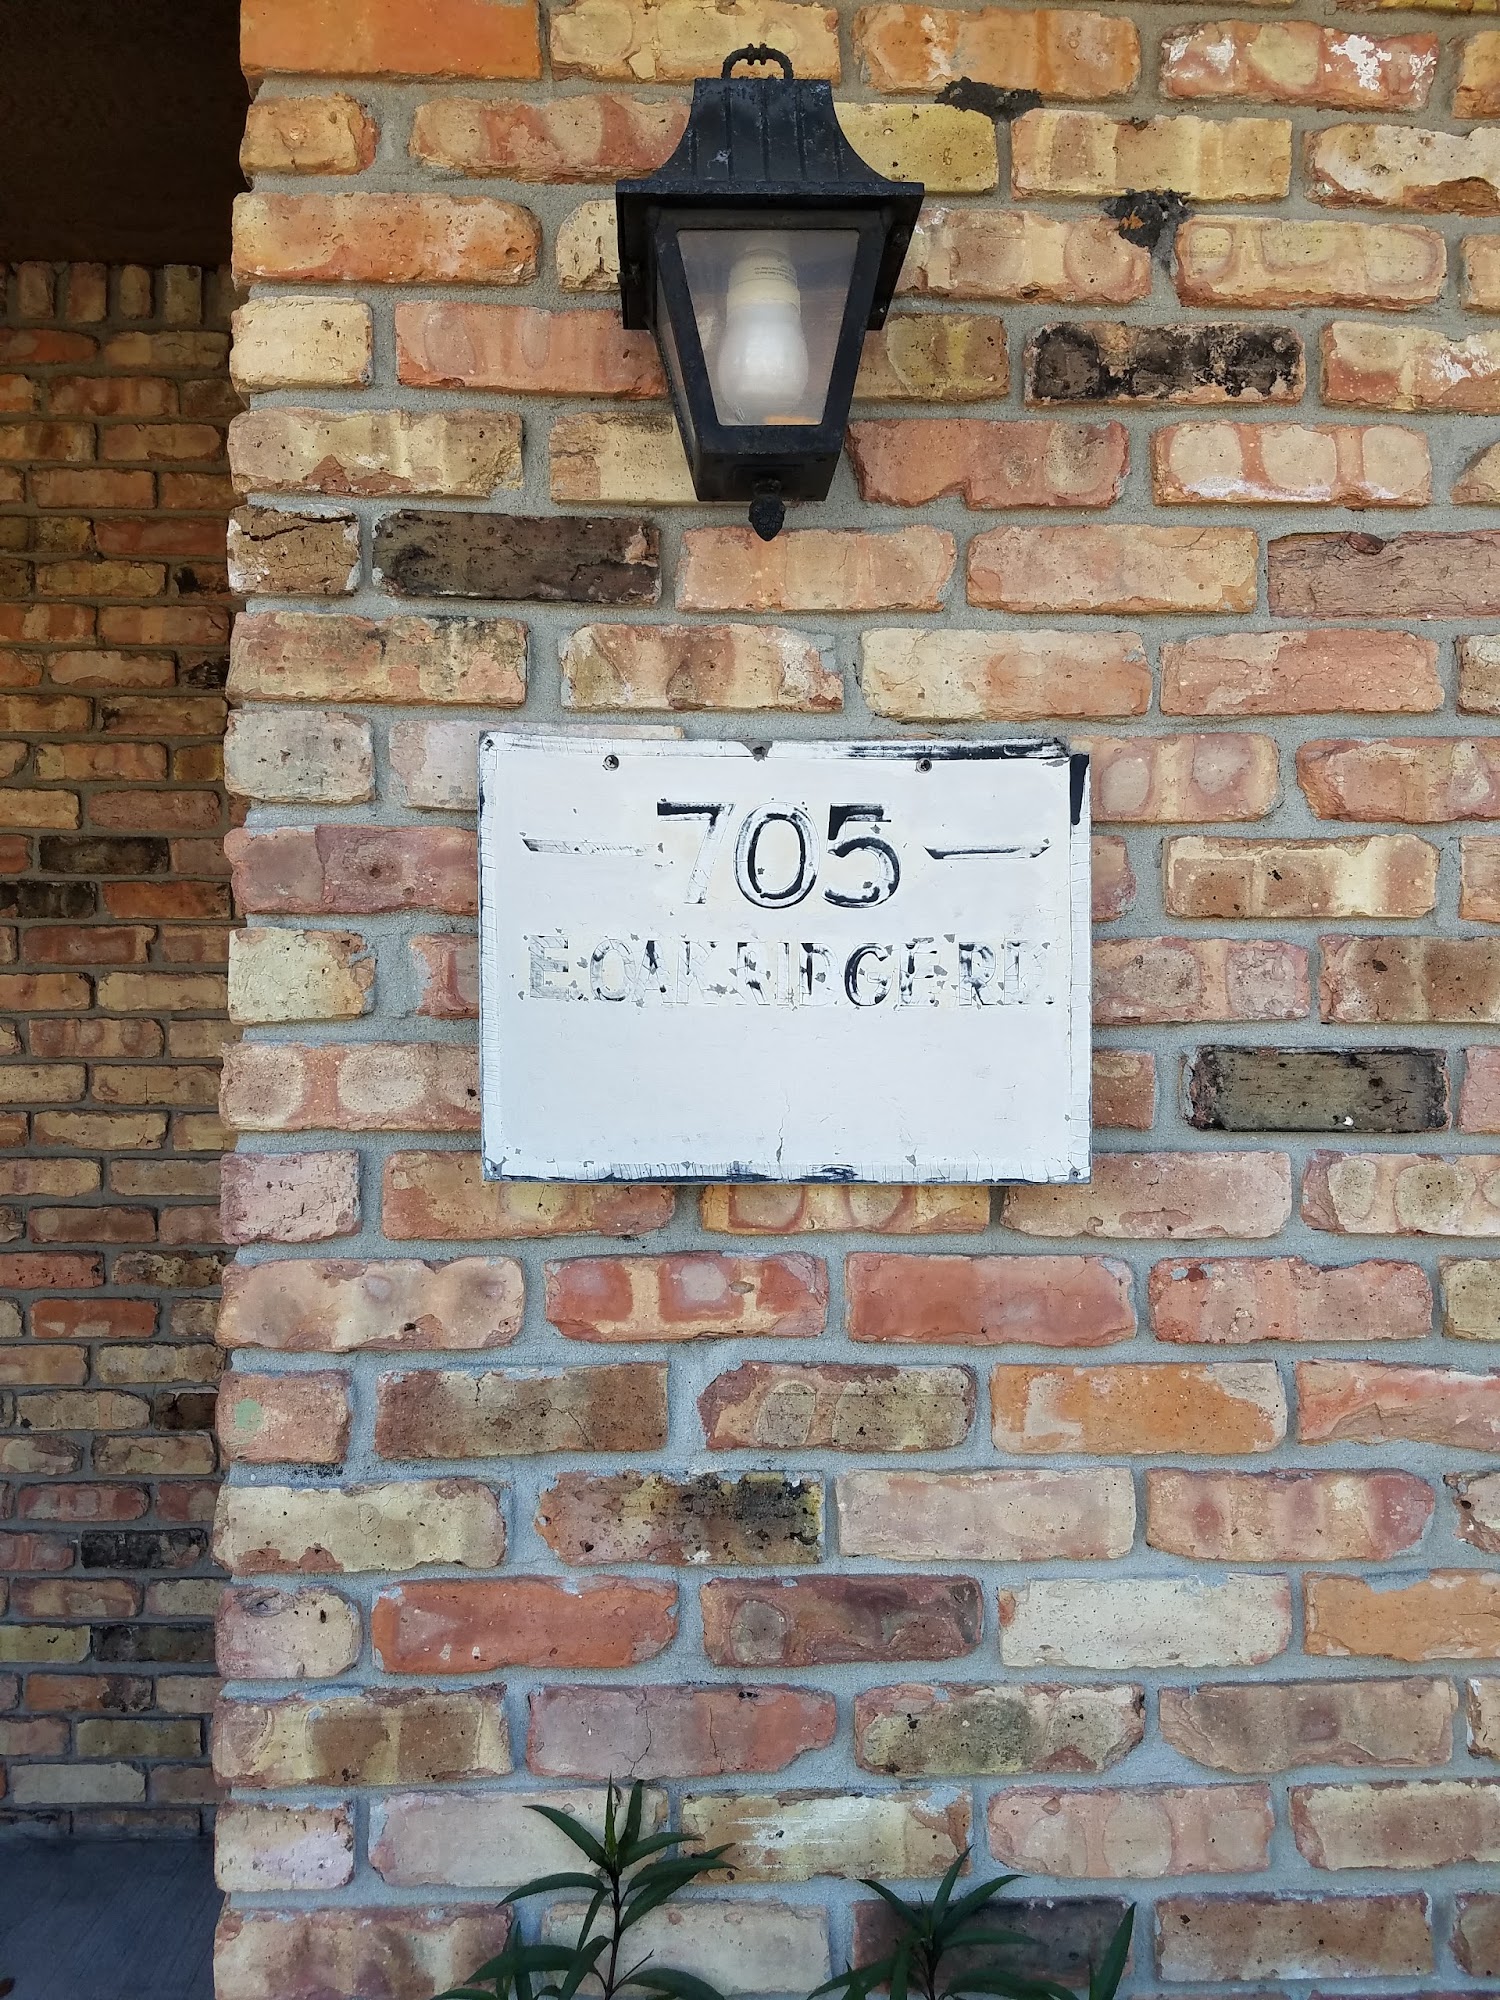 — 705 —
E. OAK RIDGE RD.